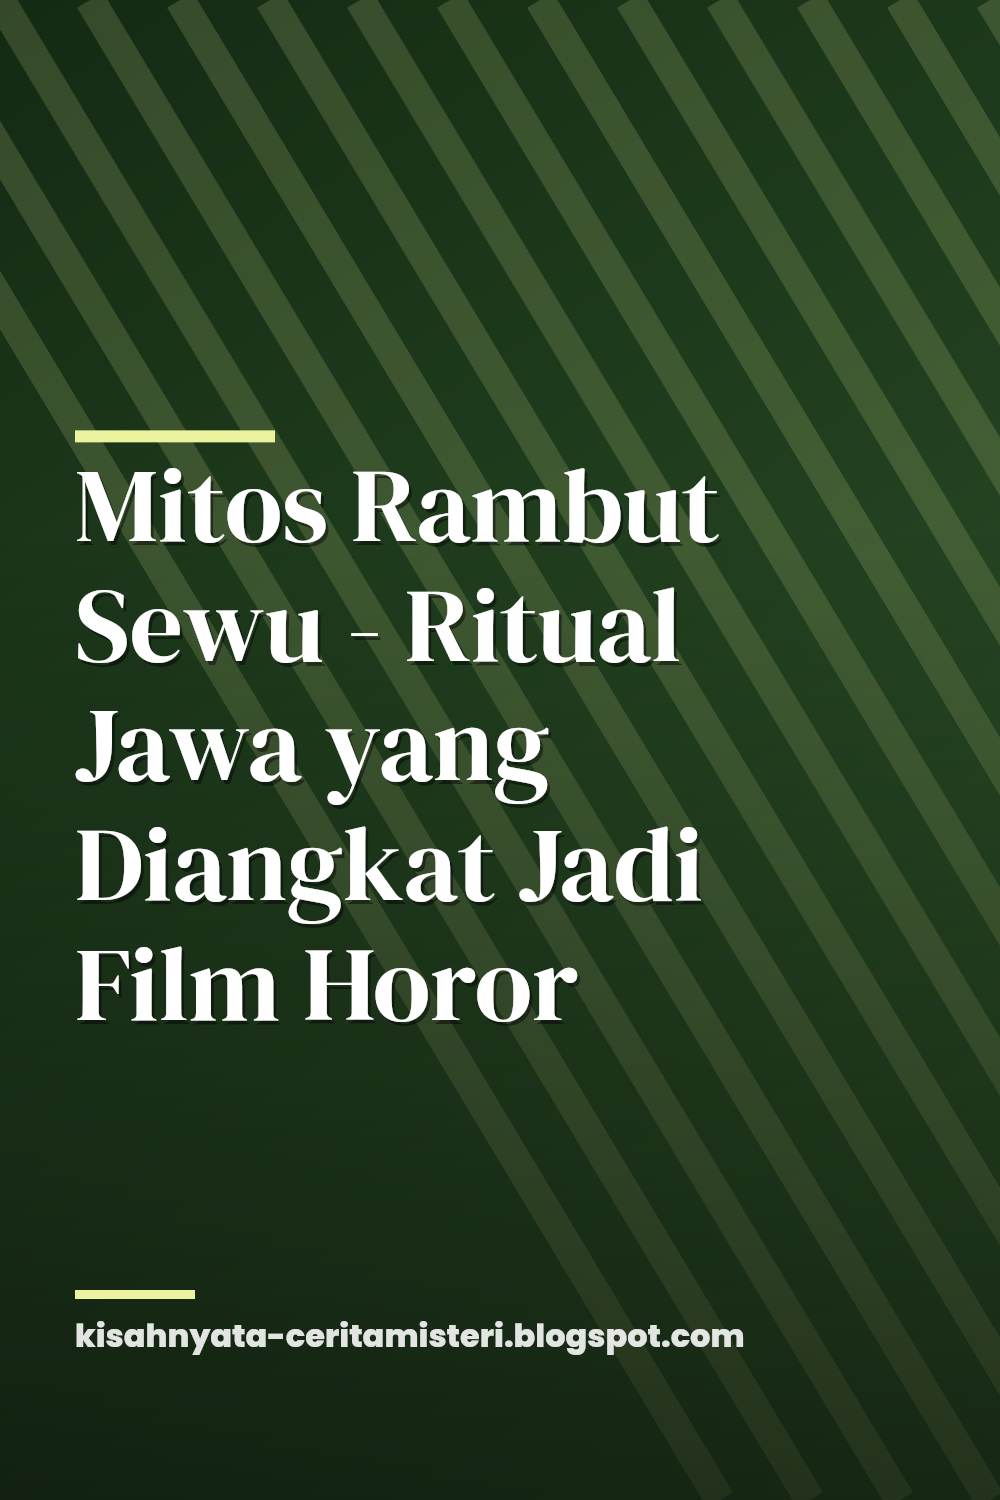 Mitos Rambut
Sewu - Ritual
Jawa yang
Diangkat Jadi
Film Horor
kisahnyata-ceritamisteri.blogspot.com